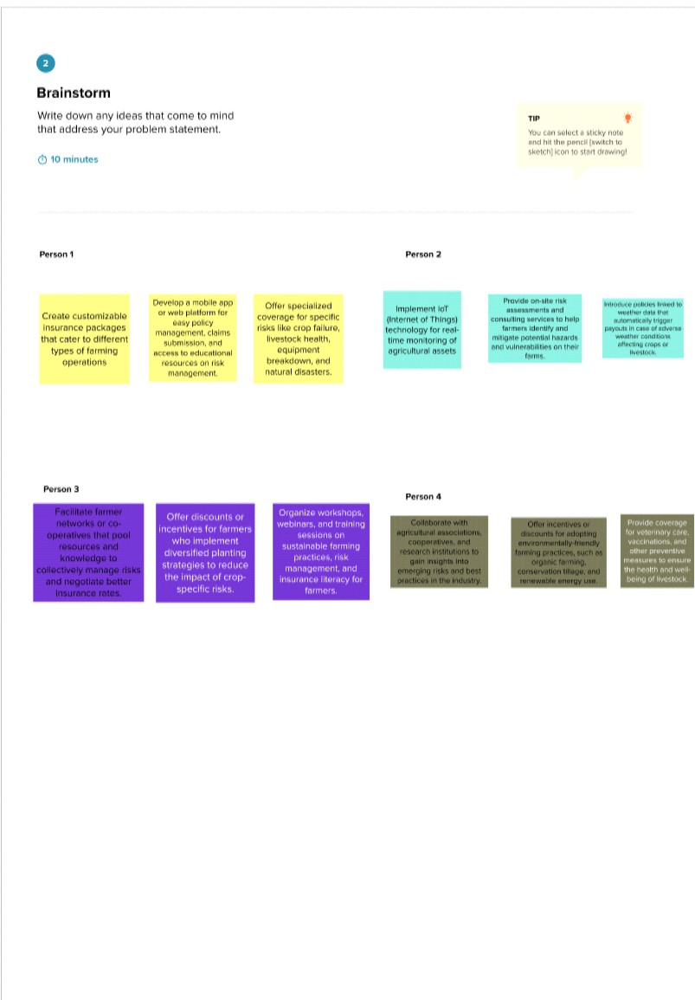 2
Brainstorm
Write down any ideas that come to mind
that address your problem statement.
10 minutes
TIP
You can select a sticky note
and hit the pencil [switch to
sketch] icon to start drawing!
Person 1
Create customizable
insurance packages
that cater to different
types of farming
operations
Develop a mobile app
or web platform for
easy policy
management, claims
submission, and
access to educational
resources on risk
management.
Offer specialized
coverage for specific
risks like crop failure,
livestock health,
equipment
breakdown, and
natural disasters.
Person 2
Implement IoT
(Internet of Things)
technology for real-
time monitoring of
agricultural assets
Provide on-site risk
assessments and
consulting services to help
farmers identify and
mitigate potential hazards
and vulnerabilities on their
farms.
Introduce policies linked to
weather data that
automatically trigger
payouts in case of adverse
weather conditions
affecting crops or
livestock.
Person 3
Facilitate farmer
networks or co-
operatives that pool
resources and
knowledge to
collectively manage risks
and negotiate better
insurance rates.
Offer discounts or
incentives for farmers
who implement
diversified planting
strategies to reduce
the impact of crop-
specific risks.
Organize workshops,
webinars, and training
sessions on
sustainable farming
practices, risk
management, and
insurance literacy for
farmers.
Person 4
Collaborate with
agricultural associations,
cooperatives, and
research institutions to
gain insights into
emerging risks and best
practices in the industry.
Offer incentives or
discounts for adopting
environmentally-friendly
farming practices, such as
organic farming,
conservation tillage, and
renewable energy use.
Provide coverage
for veterinary care,
vaccinations, and
other preventive
measures to ensure
the health and well-
being of livestock.